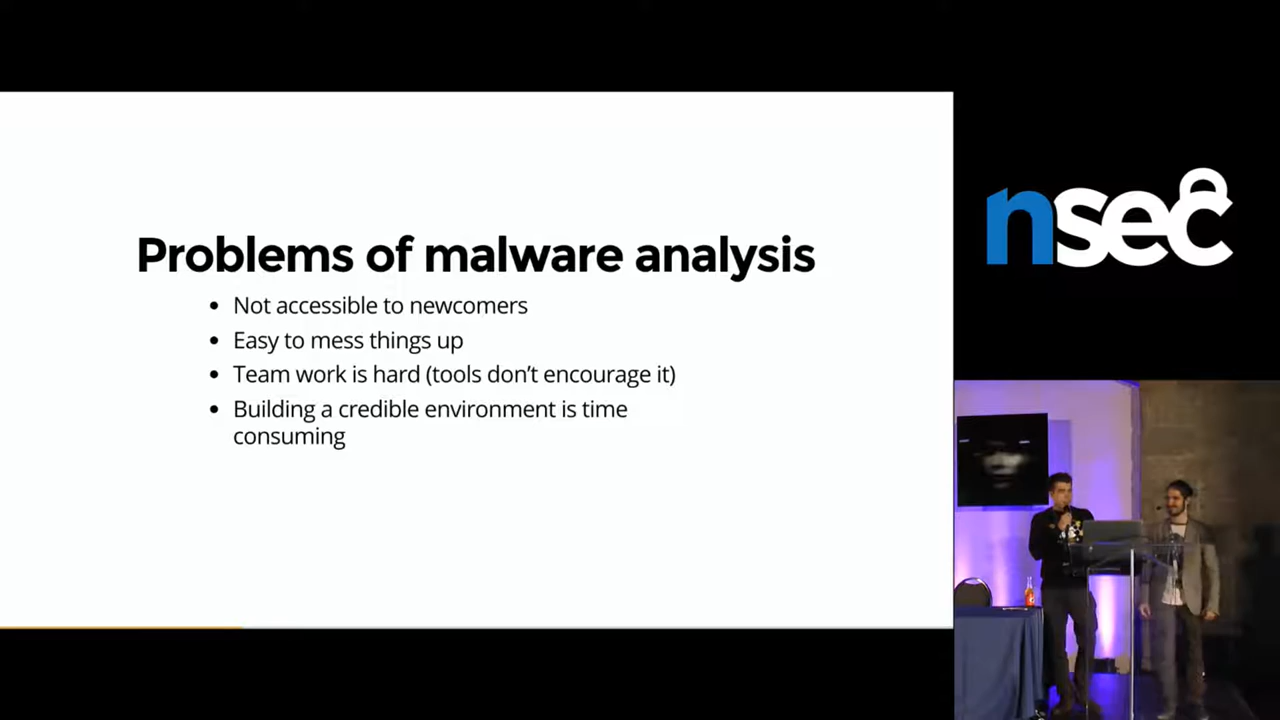 Problems of malware analysis
• Not accessible to newcomers
• Easy to mess things up
• Team work is hard (tools don't encourage it)
• Building a credible environment is time
consuming
nsec